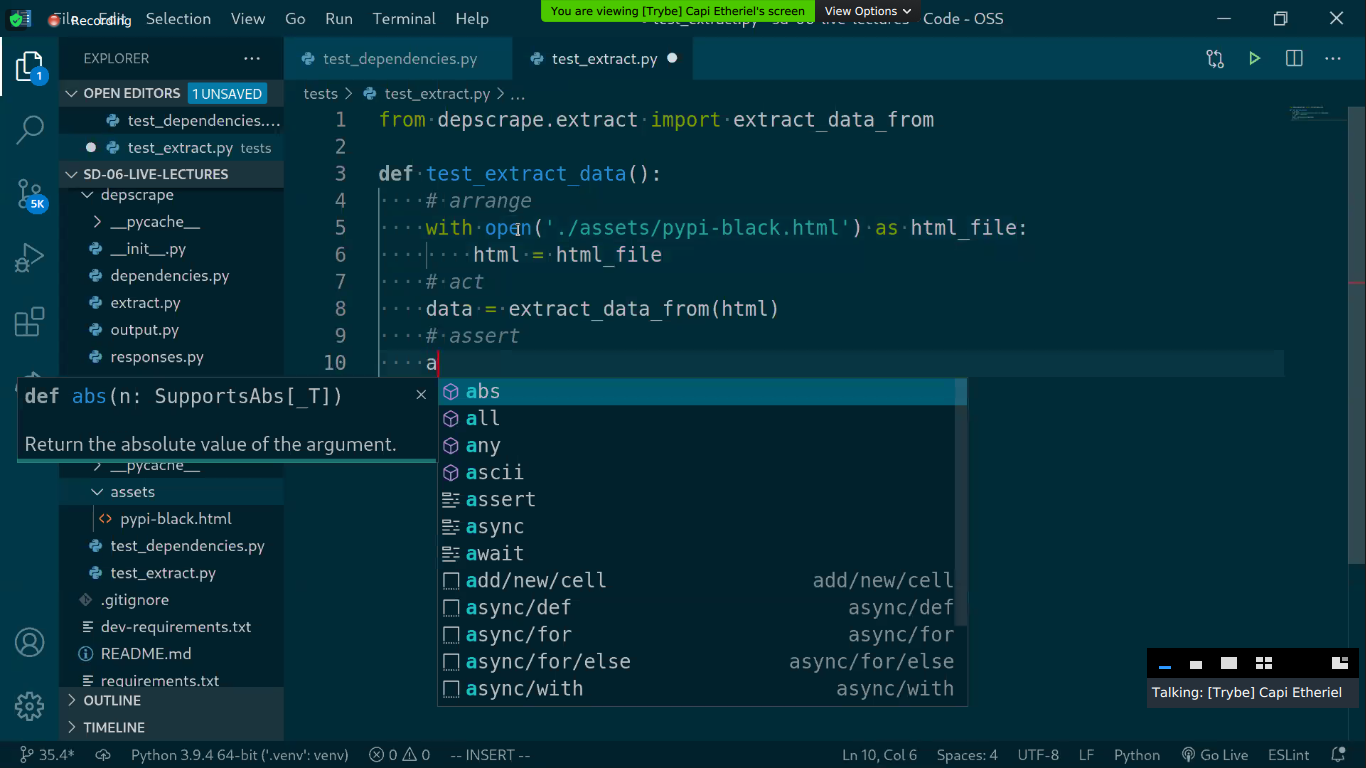 File Edit Selection View Go Run Terminal Help
Recording
You are viewing [Trybe] Capi Etheriel's screen
View Options
Code - OSS
EXPLORER
test_dependencies.py
test_extract.py
OPEN EDITORS 1 UNSAVED
test_dependencies....
test_extract.py tests
SD-06-LIVE-LECTURES
depscrape
__pycache__
__init__.py
dependencies.py
extract.py
output.py
responses.py
tests > test_extract.py > ...
1 from depscrape.extract import extract_data_from
2
3 def test_extract_data():
4 # arrange
5 with open('./assets/pypi-black.html') as html_file:
6 html = html_file
7 # act
8 data = extract_data_from(html)
9 # assert
10 a
def abs(n: SupportsAbs[_T])
Return the absolute value of the argument.
abs
all
any
ascii
assert
async
await
add/new/cell add/new/cell
async/def async/def
async/for async/for
async/for/else async/for/else
async/with async/with
__pycache__
assets
pypi-black.html
test_dependencies.py
test_extract.py
.gitignore
dev-requirements.txt
README.md
requirements.txt
OUTLINE
TIMELINE
1
5K
Talking: [Trybe] Capi Etheriel
35.4* Python 3.9.4 64-bit ('.venv': venv) 0 0 -- INSERT -- Ln 10, Col 6 Spaces: 4 UTF-8 LF Python Go Live ESLint